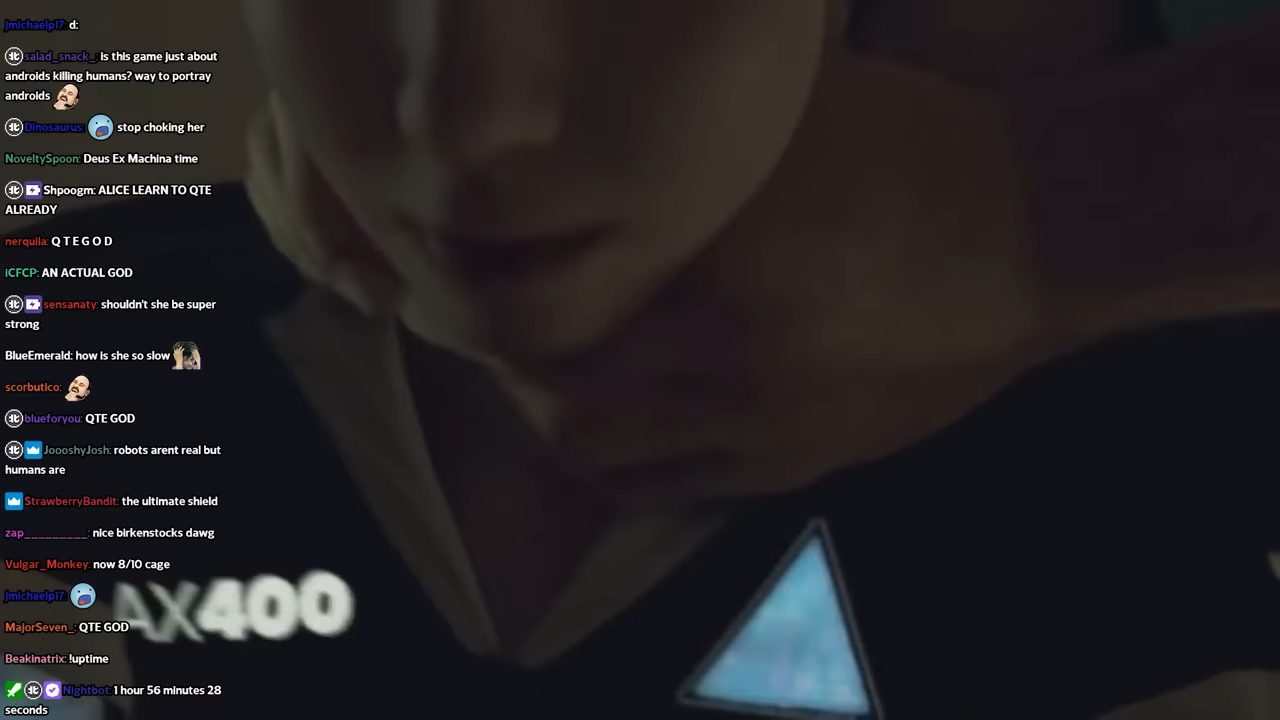 Jmichaelp17: d:
salad_snack_: Is this game just about
androids killing humans? way to portray
androids
Dinosaurus: stop choking her
NoveltySpoon: Deus Ex Machina time
Shpoogm: ALICE LEARN TO QTE
ALREADY
nerquila: Q T E G O D
iCFCP: AN ACTUAL GOD
sensanaty: shouldn't she be super
strong
BlueEmerald: how is she so slow
scorbutico:
blueforyou: QTE GOD
JoooshyJosh: robots arent real but
humans are
StrawberryBandit: the ultimate shield
zap_________: nice birkenstocks dawg
Vulgar_Monkey: now 8/10 cage
Jmichaelp17:
AX400
MajorSeven_: QTE GOD
Beakinatrix: !uptime
Nightbot: 1 hour 56 minutes 28
seconds